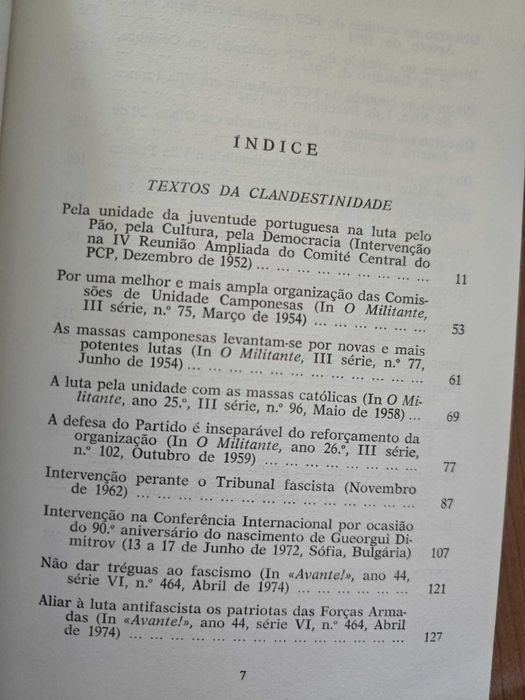 ÍNDICE
TEXTOS DA CLANDESTINIDADE
Pela unidade da juventude portuguesa na luta pelo
Pão, pela Cultura, pela Democracia (Intervenção
na IV Reunião Ampliada do Comité Central do
PCP, Dezembro de 1952) ... ... ... ... ... ... ... ... 11
Por uma melhor e mais ampla organização das Comis-
sões de Unidade Camponesas (In O Militante,
III série, n.º 75, Março de 1954) ... ... ... ... ... 53
As massas camponesas levantam-se por novas e mais
potentes lutas (In O Militante, III série, n.º 77,
Junho de 1954) ... ... ... ... ... ... ... ... ... ... 61
A luta pela unidade com as massas católicas (In O Mi-
litante, ano 25.º, III série, n.º 96, Maio de 1958) ... 69
A defesa do Partido é inseparável do reforçamento da
organização (In O Militante, ano 26.º, III série,
n.º 102, Outubro de 1959) ... ... ... ... ... ... ... 77
Intervenção perante o Tribunal fascista (Novembro
de 1962) ... ... ... ... ... ... ... ... ... ... ... ... 87
Intervenção na Conferência Internacional por ocasião
do 90.º aniversário do nascimento de Gueorgui Di-
mitrov (13 a 17 de Junho de 1972, Sófia, Bulgária) 107
Não dar tréguas ao fascismo (In «Avante!», ano 44,
série VI, n.º 464, Abril de 1974) ... ... ... ... ... 121
Aliar à luta antifascista os patriotas das Forças Arma-
das (In «Avante!», ano 44, série VI, n.º 464, Abril
de 1974) ... ... ... ... ... ... ... ... ... ... ... ... 127
7